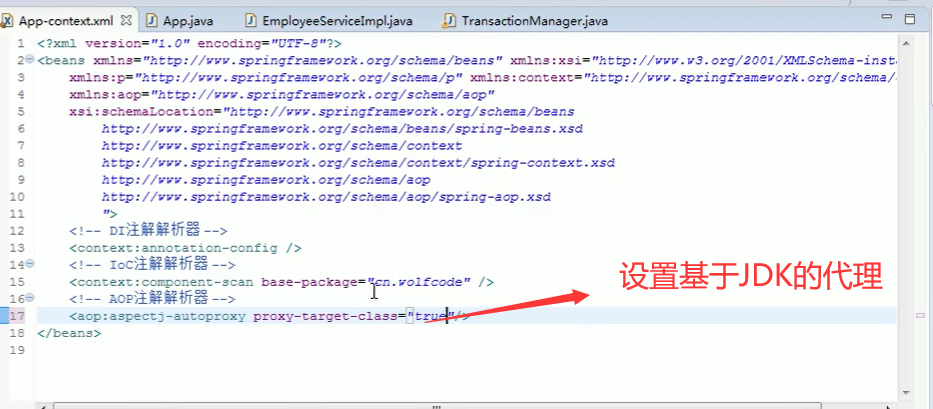 App-context.xml App.java EmployeeServiceImpl.java TransactionManager.java
1 <?xml version="1.0" encoding="UTF-8"?>
2 <beans xmlns="http://www.springframework.org/schema/beans" xmlns:xsi="http://www.w3.org/2001/XMLSchema-inst
3 xmlns:p="http://www.springframework.org/schema/p" xmlns:context="http://www.springframework.org/schema/
4 xmlns:aop="http://www.springframework.org/schema/aop"
5 xsi:schemaLocation="http://www.springframework.org/schema/beans
6 http://www.springframework.org/schema/beans/spring-beans.xsd
7 http://www.springframework.org/schema/context
8 http://www.springframework.org/schema/context/spring-context.xsd
9 http://www.springframework.org/schema/aop
10 http://www.springframework.org/schema/aop/spring-aop.xsd
11 ">
12 <!-- DI注解解析器 -->
13 <context:annotation-config />
14 <!-- IoC注解解析器 -->
15 <context:component-scan base-package="cn.wolfcode" />
16 <!-- AOP注解解析器 -->
17 <aop:aspectj-autoproxy proxy-target-class="true"/>
18 </beans>
19
设置基于JDK的代理